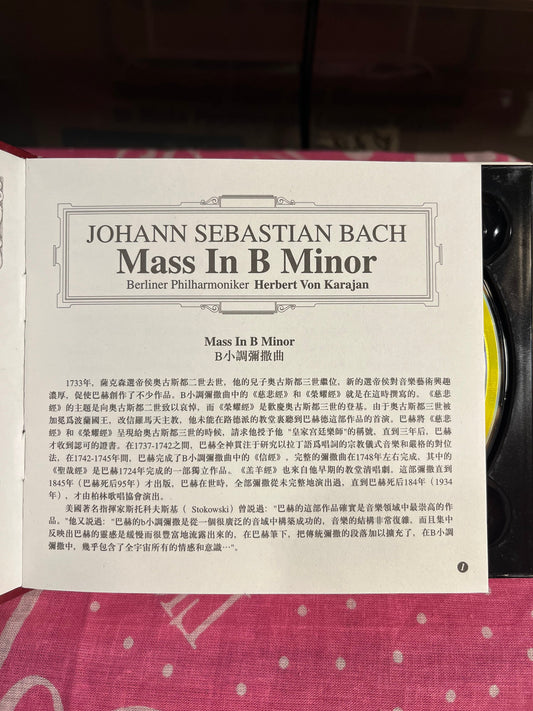 JOHANN SEBASTIAN BACH
Mass In B Minor
Berliner Philharmoniker Herbert Von Karajan
Mass In B Minor
B小調彌撒曲
1733年，薩克森選帝侯奧古斯都二世去世，他的兒子奧古斯都三世繼位，新的選帝侯對音樂藝術興趣
濃厚，促使巴赫創作了不少作品。B小調彌撒曲中的《慈悲經》和《榮耀經》就是在這時撰寫的。《慈悲
經》的主題是向奧古斯都二世致以哀悼，而《榮耀經》是歡慶奧古斯都三世的登基。由于奧古斯都三世被
加冕爲波蘭國王，改信羅馬天主教，他未能在路德派的教堂裏聽到巴赫他這部作品的首演。巴赫將《慈悲
經》和《榮耀經》呈現給奧古斯都三世的時候，請求他授予他 "皇家宮廷樂師"的稱號，直到三年后，巴赫
才收到認可的證書。在1737-1742之間，巴赫全神貫注于研究以拉丁語爲唱詞的宗教儀式音樂和嚴格的對位
法，在1742-1745年間，巴赫完成了B小調彌撒曲中的《信經》。完整的彌撒曲在1748年左右完成，其中的
《聖哉經》是巴赫1724年完成的一部獨立作品。《羔羊經》也來自他早期的教堂清唱劇。這部彌撒直到
1845年（巴赫死后95年）才出版，巴赫在世時，全部彌撒從未完整地演出過，直到巴赫死后184年（1934
年），才由柏林歌唱協會演出。
美國著名指揮家斯托科夫斯基（ Stokowski）曾說過："巴赫的這部作品確實是音樂領域中最崇高的作
品。"他又説過："巴赫的b小調彌撒是從一個很廣泛的音域中構築成功的，音樂的結構非常復雜，而且集中
反映出巴赫的靈感是緩慢而很豐富地流露出來的，在巴赫筆下，把傳統彌撒的段落加以擴充了，在B小調
彌撒中，幾乎包含了全宇宙所有的情感和意識…"。
1